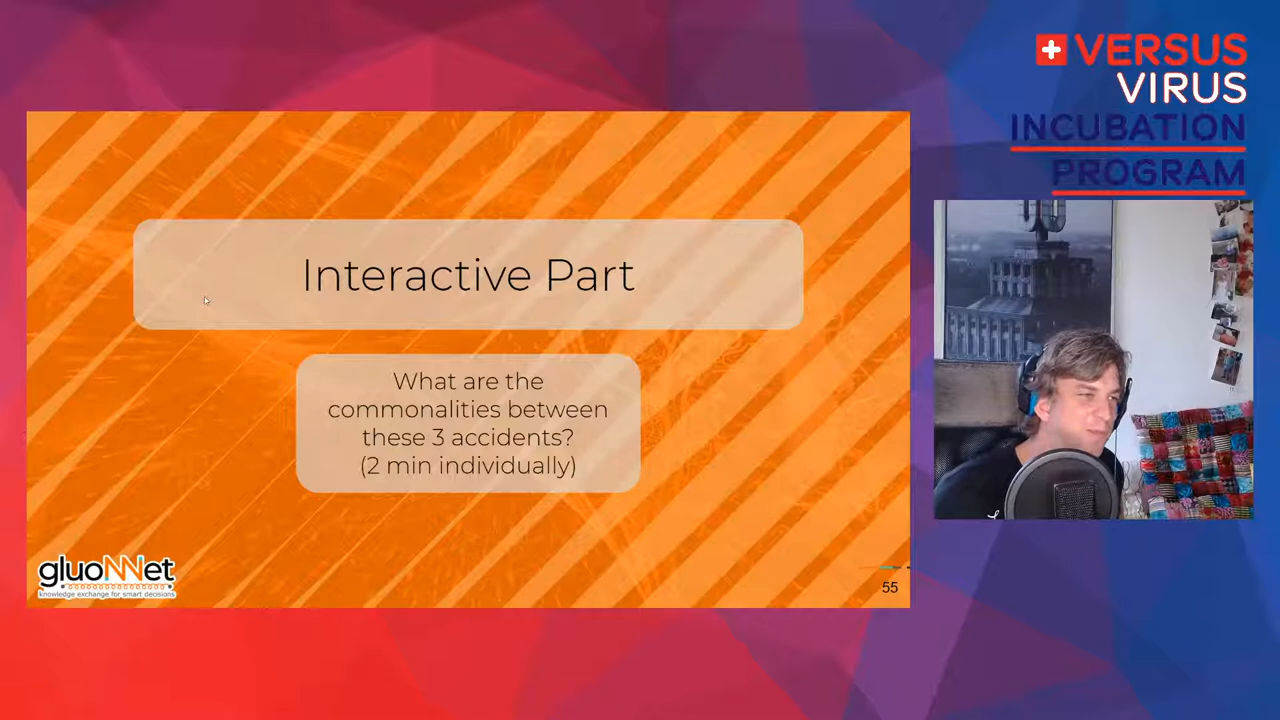 VERSUS
VIRUS
INCUBATION
PROGRAM
Interactive Part
What are the
commonalities between
these 3 accidents?
(2 min individually)
gluoNNet
knowledge exchange for smart decisions
55